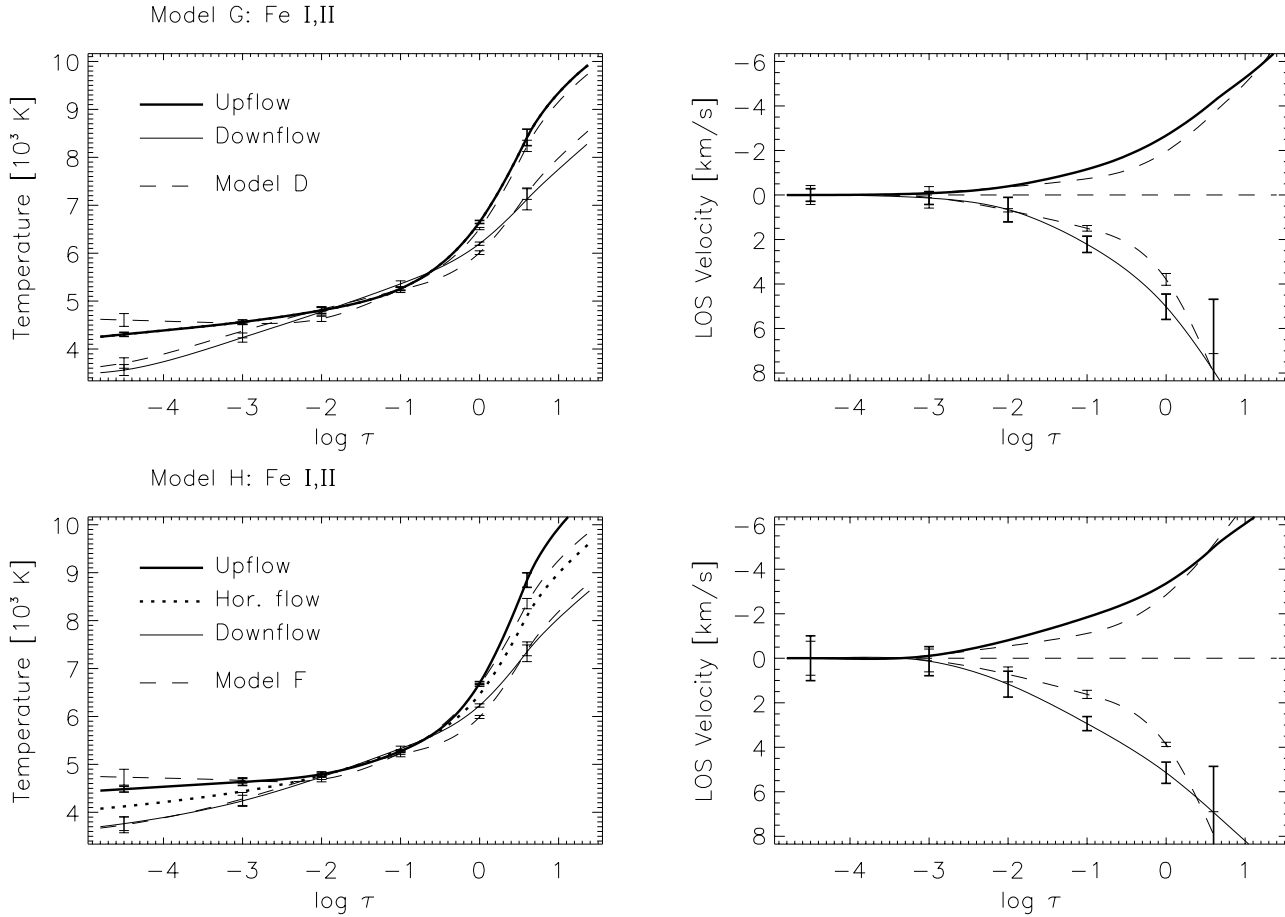 Model G: Fe I,II
Temperature [10³ K]
10
9
8
7
6
5
4
Upflow
Downflow
Model D
−4 −3 −2 −1 0 1
log τ
LOS Velocity [km/s]
−6
−4
−2
0
2
4
6
8
−4 −3 −2 −1 0 1
log τ
Model H: Fe I,II
Temperature [10³ K]
10
9
8
7
6
5
4
Upflow
Hor. flow
Downflow
Model F
−4 −3 −2 −1 0 1
log τ
LOS Velocity [km/s]
−6
−4
−2
0
2
4
6
8
−4 −3 −2 −1 0 1
log τ